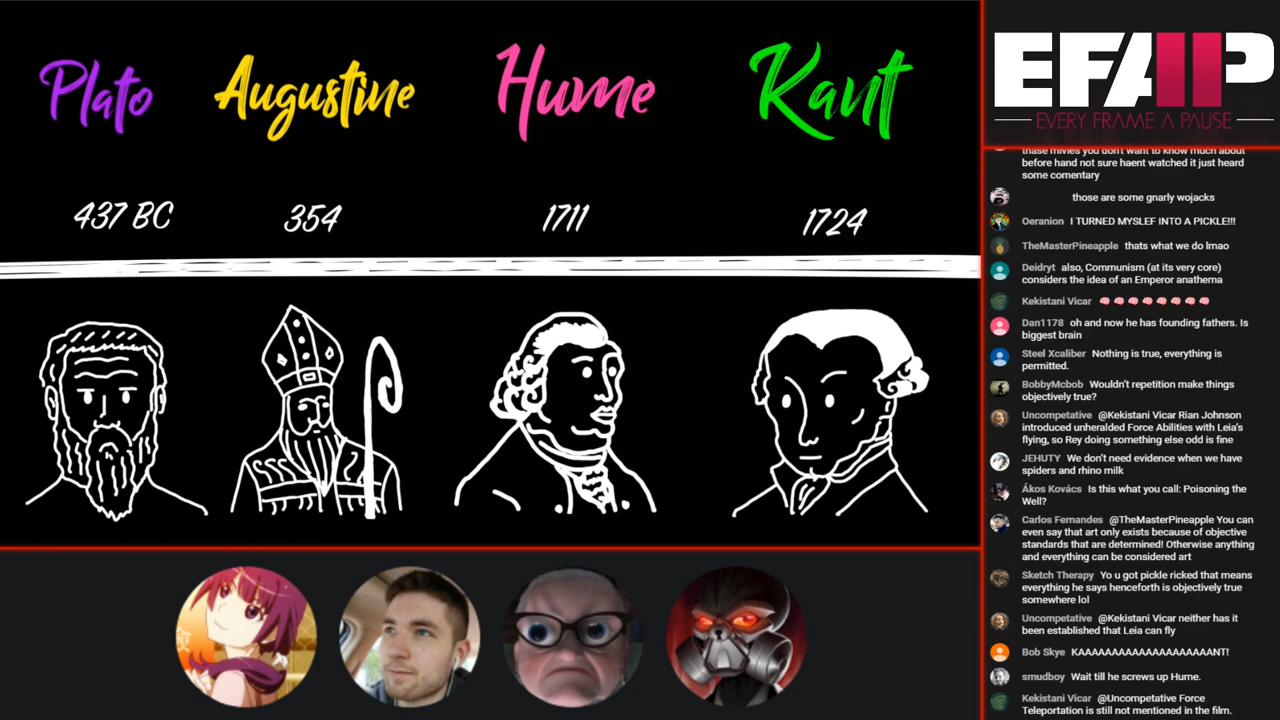 Plato Augustine Hume Kant
437 BC 354 1711 1724
EFAP
EVERY FRAME A PAUSE
thase mivies you don't want to know much about
before hand not sure haent watched it just heard
some comentary
those are some gnarly wojacks
Oeranion I TURNED MYSLEF INTO A PICKLE!!!
TheMasterPineapple thats what we do lmao
Deidryt also, Communism (at its very core)
considers the idea of an Emperor anathema
Kekistani Vicar 🧠 🧠 🧠 🧠 🧠 🧠 🧠 🧠
Dan1178 oh and now he has founding fathers. Is
biggest brain
Steel Xcaliber Nothing is true, everything is
permitted.
BobbyMcbob Wouldn't repetition make things
objectively true?
Uncompetative @Kekistani Vicar Rian Johnson
introduced unheralded Force Abilities with Leia's
flying, so Rey doing something else odd is fine
JEHUTY We don't need evidence when we have
spiders and rhino milk
Ákos Kovács Is this what you call: Poisoning the
Well?
Carlos Fernandes @TheMasterPineapple You can
even say that art only exists because of objective
standards that are determined! Otherwise anything
and everything can be considered art
Sketch Therapy Yo u got pickle ricked that means
everything he says henceforth is objectively true
somewhere lol
Uncompetative @Kekistani Vicar neither has it
been established that Leia can fly
Bob Skye KAAAAAAAAAAAAAAAAAAAANT!
smudboy Wait till he screws up Hume.
Kekistani Vicar @Uncompetative Force
Teleportation is still not mentioned in the film.